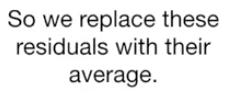 So we replace these
residuals with their
average.